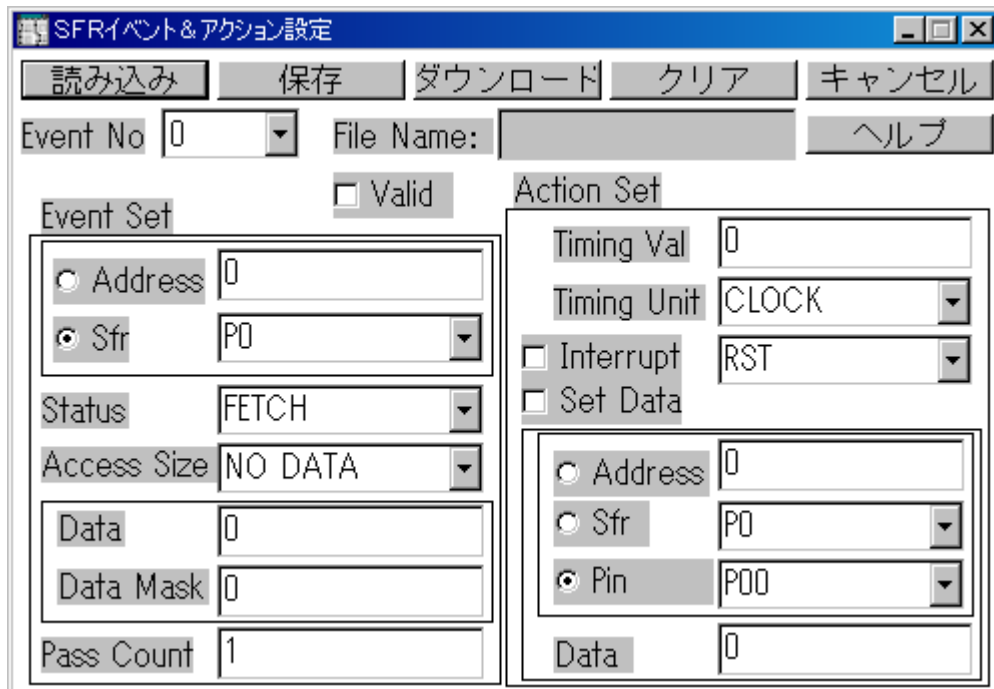 SFRイベント&アクション設定
読み込み 保存 ダウンロード クリア キャンセル
Event No 0 File Name: ヘルプ
Valid
Event Set
Address 0
Sfr P0
Status FETCH
Access Size NO DATA
Data 0
Data Mask 0
Pass Count 1
Action Set
Timing Val 0
Timing Unit CLOCK
Interrupt RST
Set Data
Address 0
Sfr P0
Pin P00
Data 0